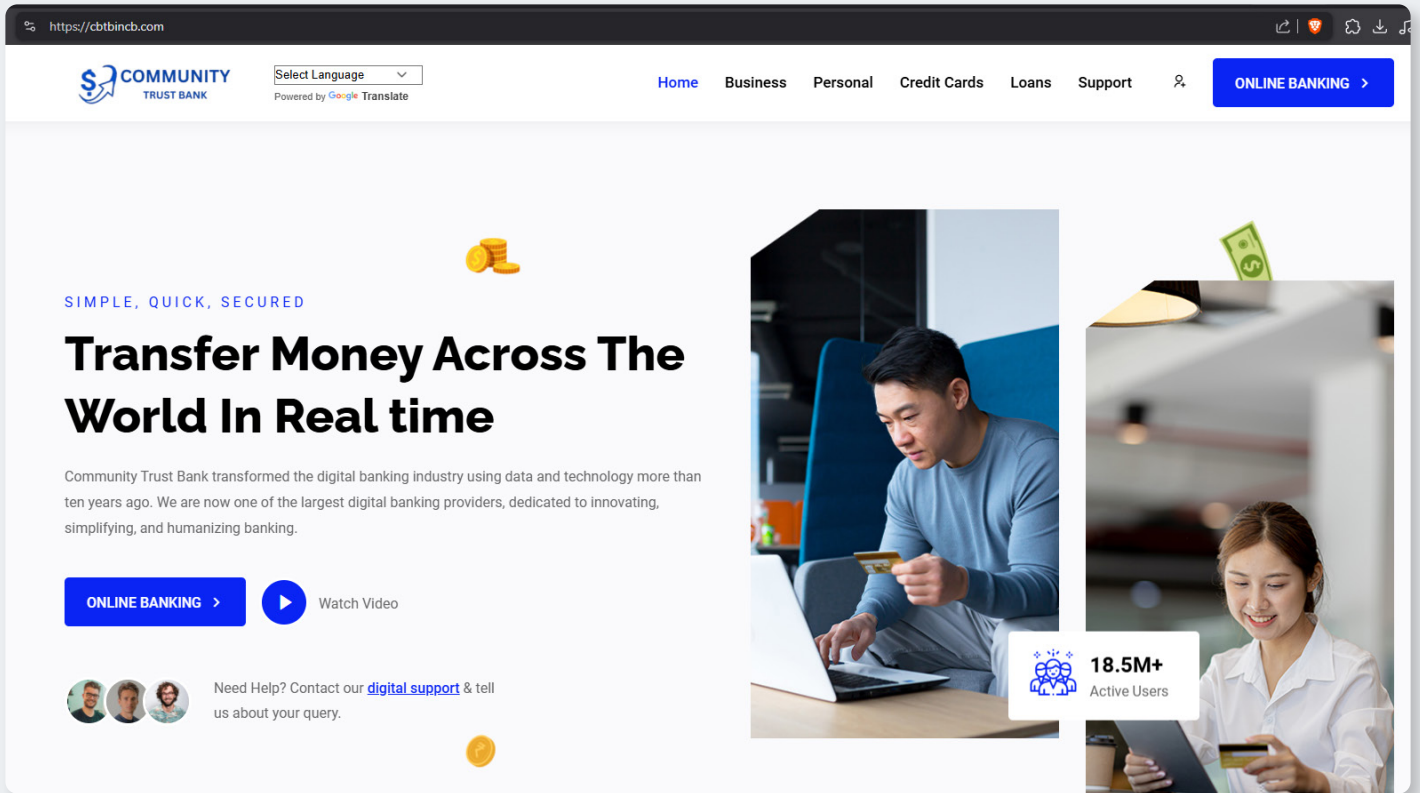 https://cbtbincb.com
COMMUNITY
TRUST BANK
Select Language
Powered by Google Translate
Home Business Personal Credit Cards Loans Support ONLINE BANKING
SIMPLE, QUICK, SECURED
Transfer Money Across The
World In Real time
Community Trust Bank transformed the digital banking industry using data and technology more than
ten years ago. We are now one of the largest digital banking providers, dedicated to innovating,
simplifying, and humanizing banking.
ONLINE BANKING
Watch Video
Need Help? Contact our digital support & tell
us about your query.
18.5M+
Active Users